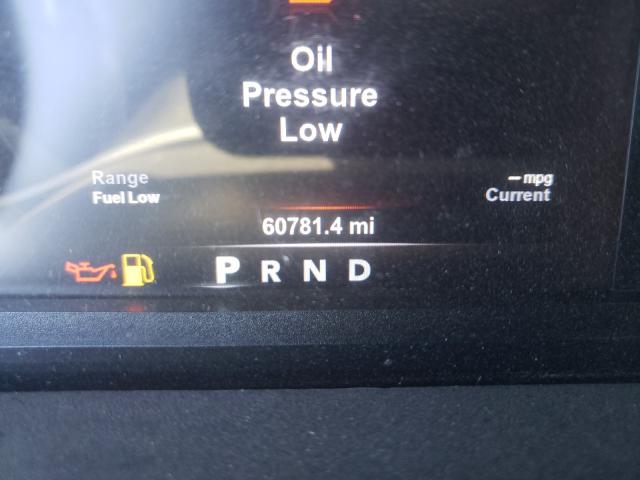 Oil
Pressure
Low
Range
Fuel Low
-- mpg
Current
60781.4 mi
P R N D